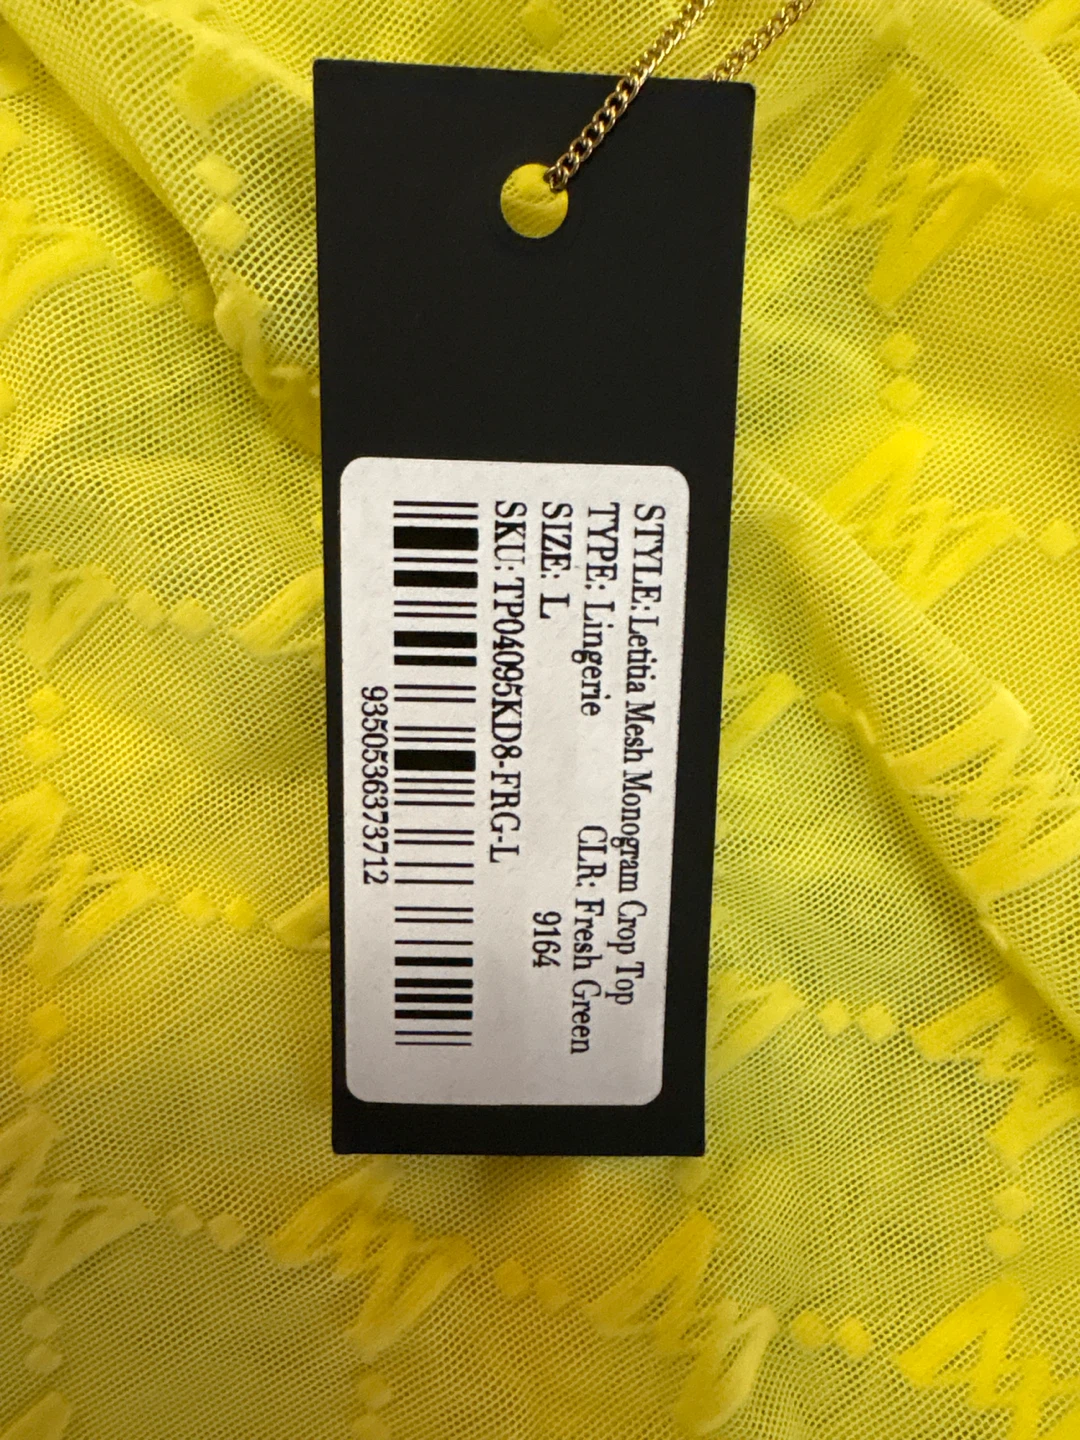 STYLE:Letitia Mesh Monogram Crop Top
TYPE: Lingerie CLR: Fresh Green
SIZE: L 9164
SKU: TP04095KD8-FRG-L
9350536373712